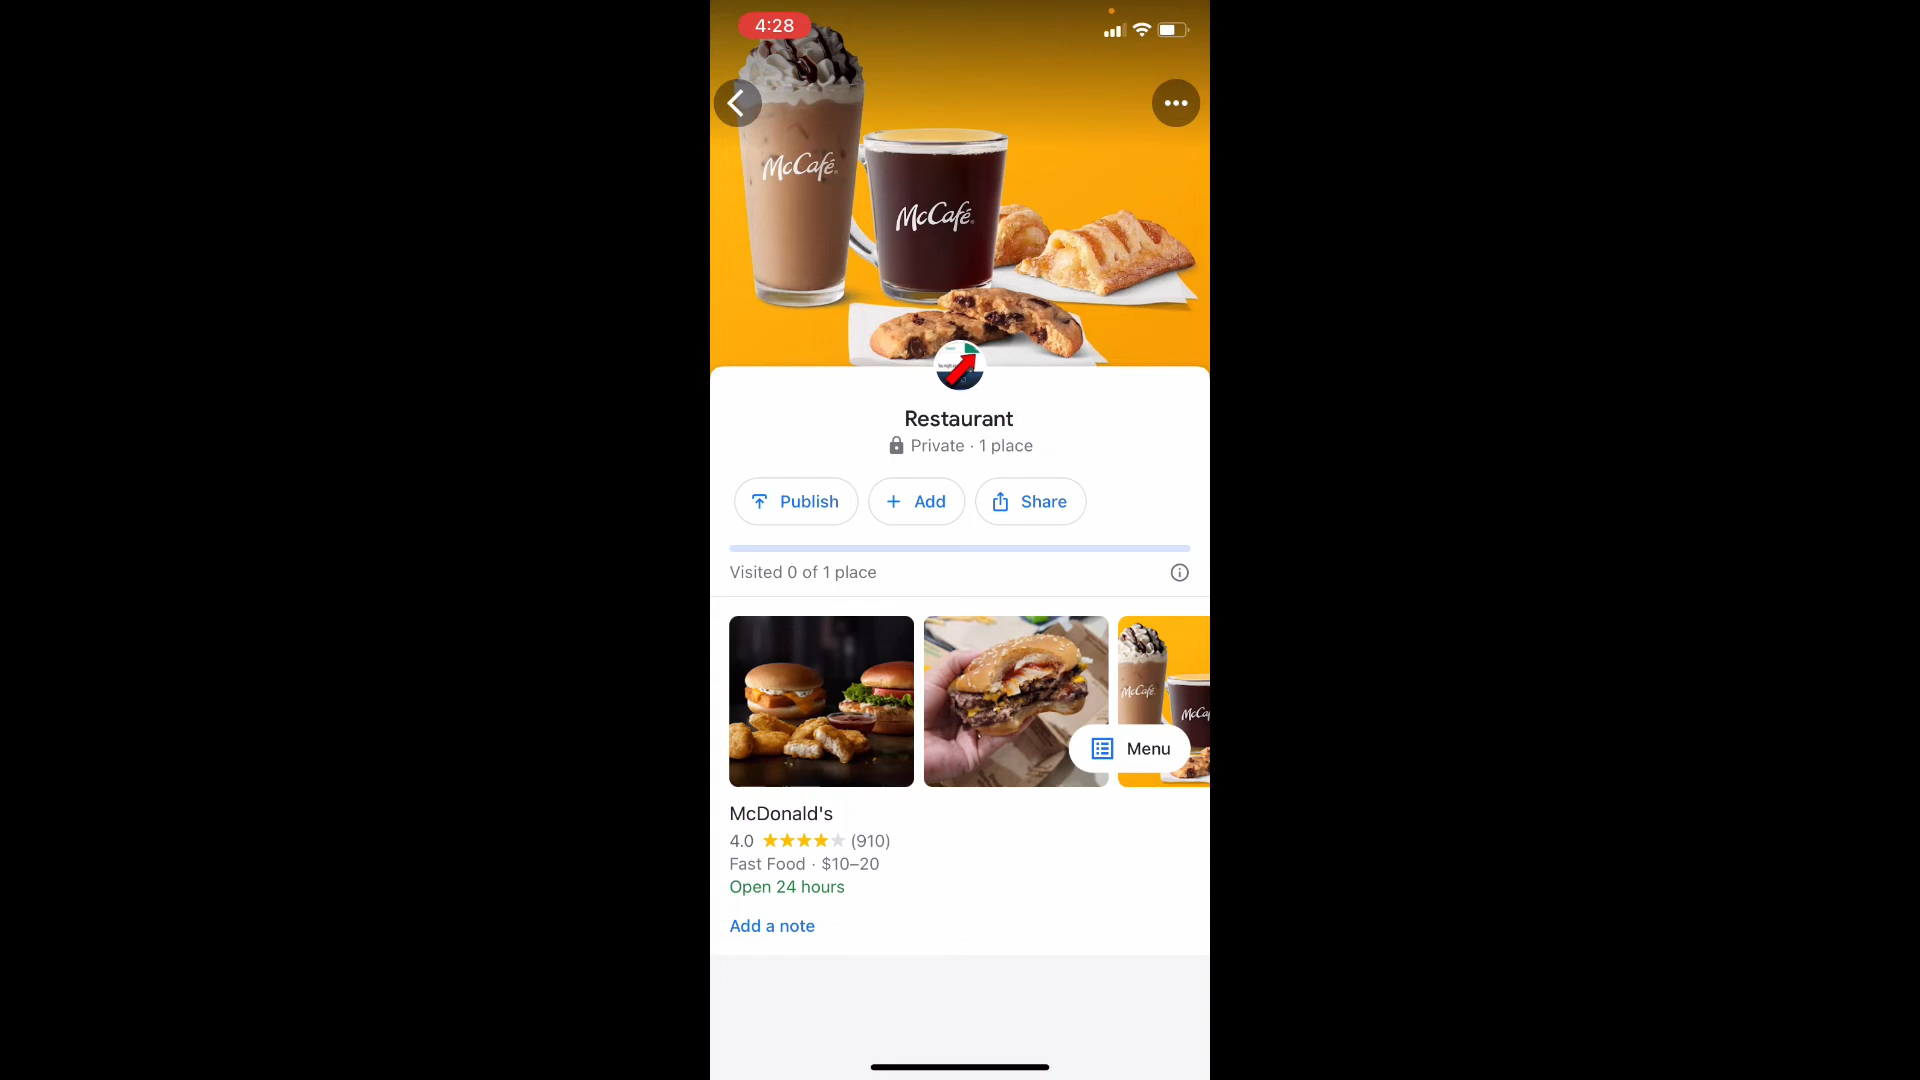 4:28
McCafé®
McCafé®
Restaurant
Private · 1 place
Publish
Add
Share
Visited 0 of 1 place
McCafé
McCa
Menu
McDonald's
4.0 (910)
Fast Food · $10–20
Open 24 hours
Add a note